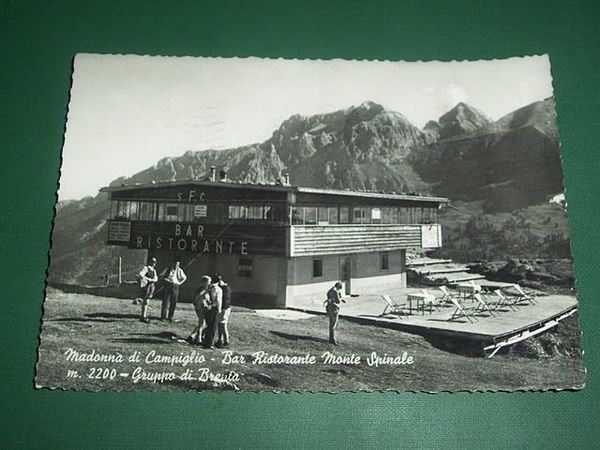 S.F.C.
BAR
RISTORANTE
Madonna di Campiglio - Bar Ristorante Monte Spinale
m. 2200 - Gruppo di Brenta